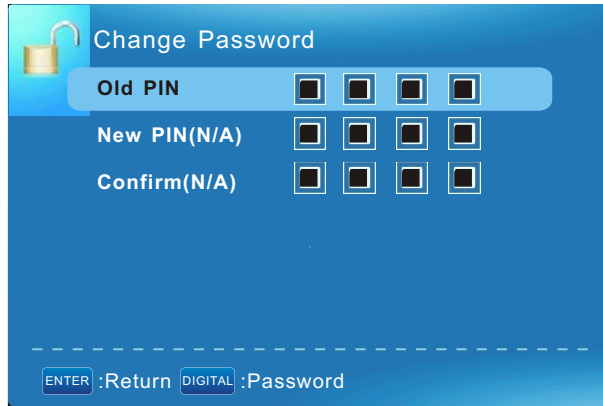 Change Password
Old PIN
New PIN(N/A)
Confirm(N/A)
ENTER :Return DIGITAL :Password